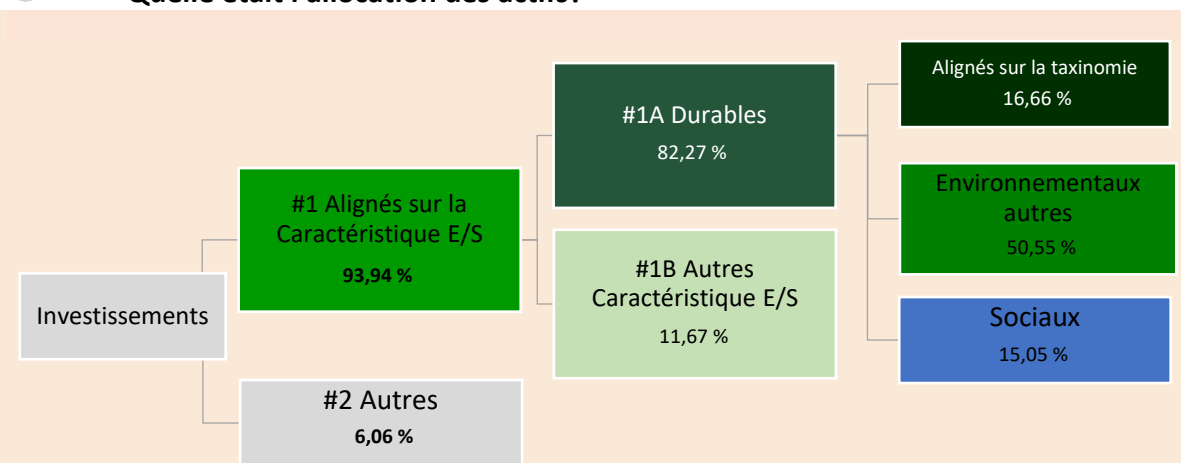 Quelle était l'allocation des actifs?
Investissements
#1 Alignés sur la
Caractéristique E/S
93,94 %
#2 Autres
6,06 %
#1A Durables
82,27 %
#1B Autres
Caractéristique E/S
11,67 %
Alignés sur la taxinomie
16,66 %
Environnementaux
autres
50,55 %
Sociaux
15,05 %